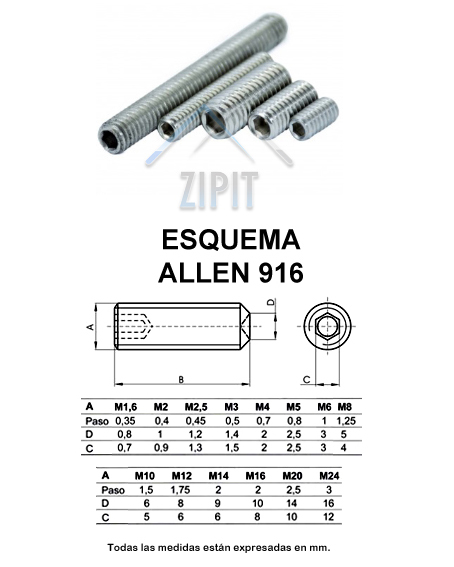 ZIPIT
ESQUEMA
ALLEN 916
A
D
B
C
A M1,6 M2 M2,5 M3 M4 M5 M6 M8
Paso 0,35 0,4 0,45 0,5 0,7 0,8 1 1,25
D 0,8 1 1,2 1,4 2 2,5 3 5
C 0,7 0,9 1,3 1,5 2 2,5 3 4
A M10 M12 M14 M16 M20 M24
Paso 1,5 1,75 2 2 2,5 3
D 6 8 9 10 14 16
C 5 6 6 8 10 12
Todas las medidas están expresadas en mm.